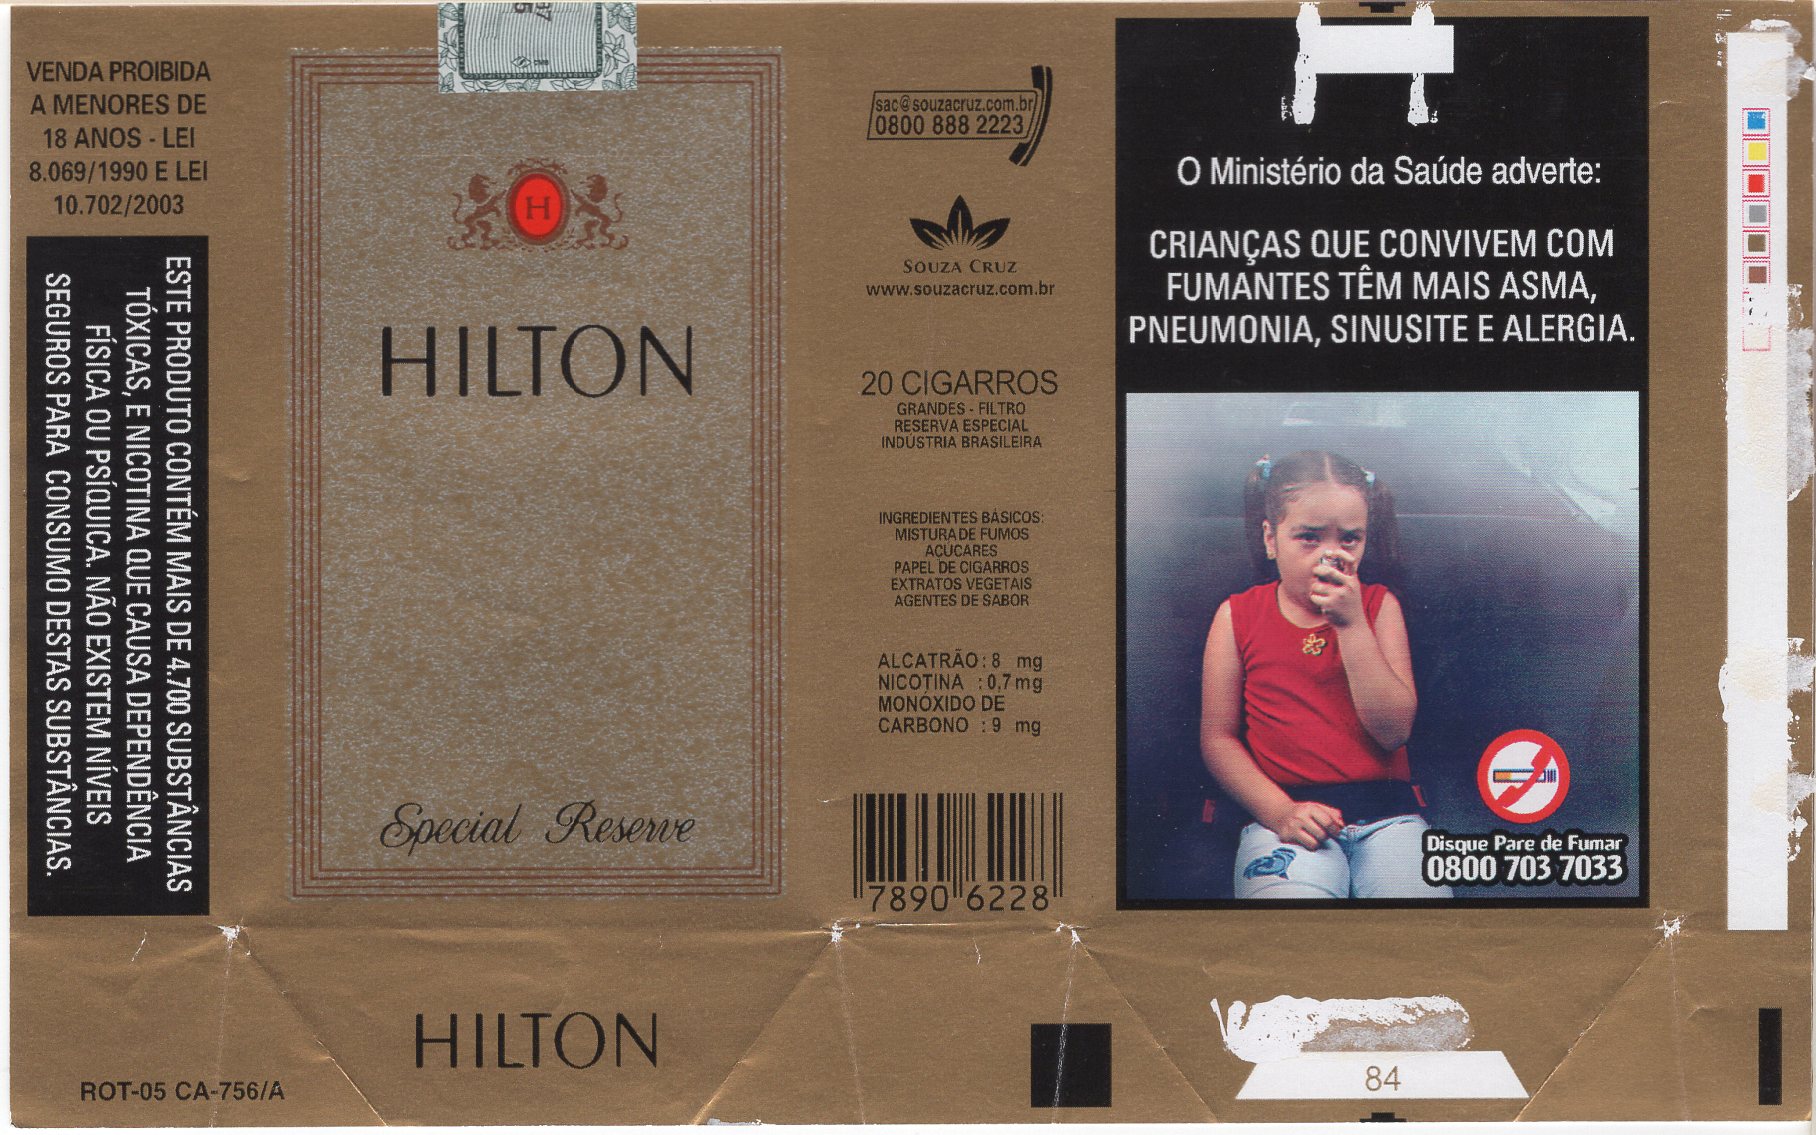 VENDA PROIBIDA
A MENORES DE
18 ANOS - LEI
8.069/1990 E LEI
10.702/2003
ESTE PRODUTO CONTÉM MAIS DE 4.700 SUBSTÂNCIAS
TÓXICAS, E NICOTINA QUE CAUSA DEPENDÊNCIA
FÍSICA OU PSÍQUICA. NÃO EXISTEM NÍVEIS
SEGUROS PARA CONSUMO DESTAS SUBSTÂNCIAS.
ROT-05 CA-756/A
H
HILTON
Special Reserve
HILTON
sac@souzacruz.com.br
0800 888 2223
SOUZA CRUZ
www.souzacruz.com.br
20 CIGARROS
GRANDES - FILTRO
RESERVA ESPECIAL
INDÚSTRIA BRASILEIRA
INGREDIENTES BÁSICOS:
MISTURA DE FUMOS
AÇUCARES
PAPEL DE CIGARROS
EXTRATOS VEGETAIS
AGENTES DE SABOR
ALCATRÃO : 8 mg
NICOTINA : 0,7 mg
MONÓXIDO DE
CARBONO : 9 mg
7890 6228
O Ministério da Saúde adverte:
CRIANÇAS QUE CONVIVEM COM
FUMANTES TÊM MAIS ASMA,
PNEUMONIA, SINUSITE E ALERGIA.
Disque Pare de Fumar
0800 703 7033
84